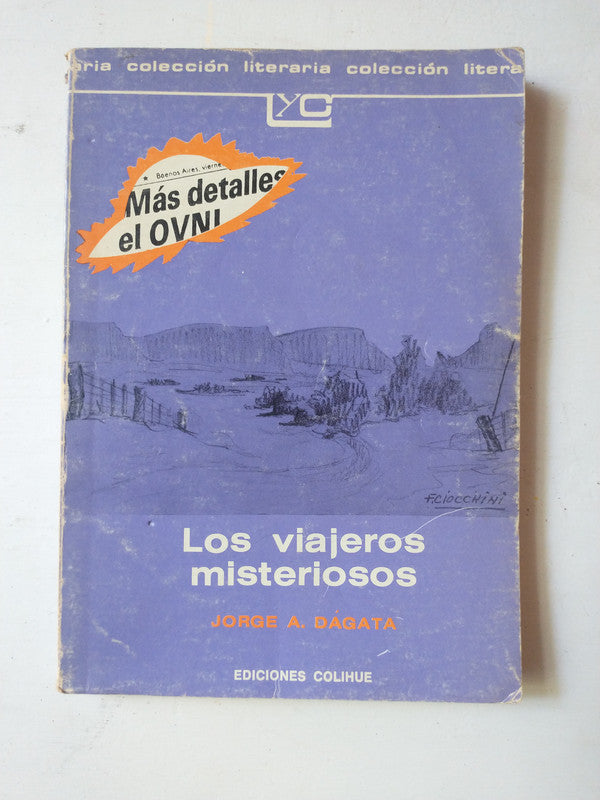 aria colección literaria colección litera
LYC
★ Buenos Aires, vierne
Más detalles
el OVNI
F. CIOCCHINI
Los viajeros
misteriosos
JORGE A. DÁGATA
EDICIONES COLIHUE